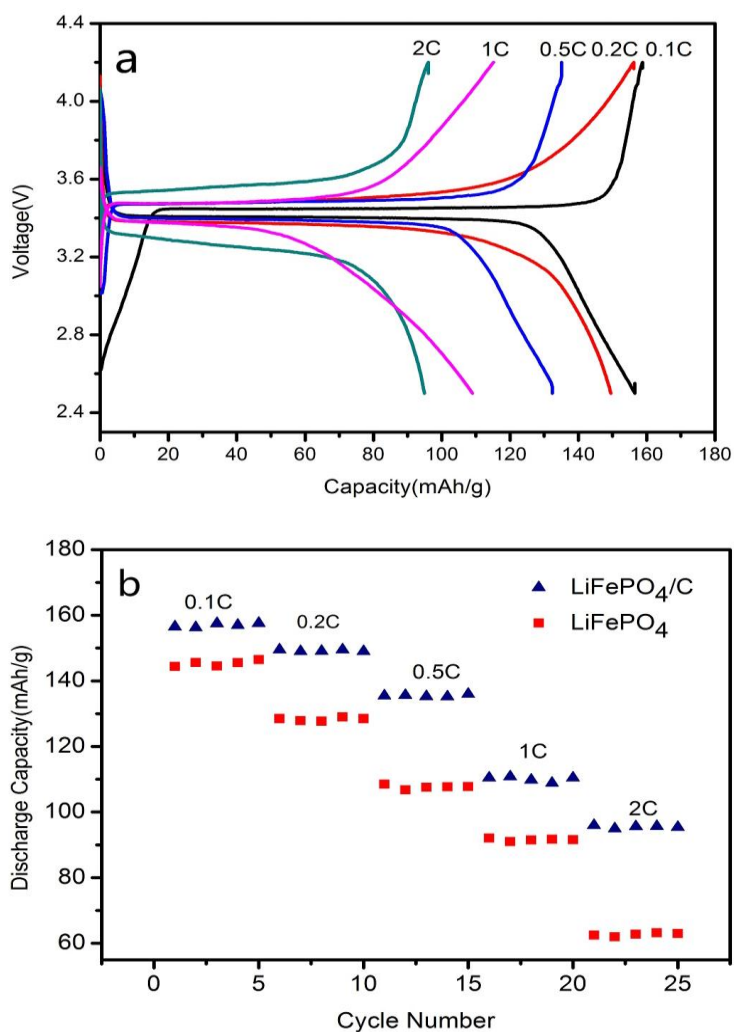 a
2C 1C 0.5C 0.2C 0.1C
4.4
4.0
3.6
3.2
2.8
2.4
Voltage(V)
0 20 40 60 80 100 120 140 160 180
Capacity(mAh/g)
b
180
160
140
120
100
80
60
Discharge Capacity(mAh/g)
LiFePO4/C
LiFePO4
0.1C
0.2C
0.5C
1C
2C
0 5 10 15 20 25
Cycle Number